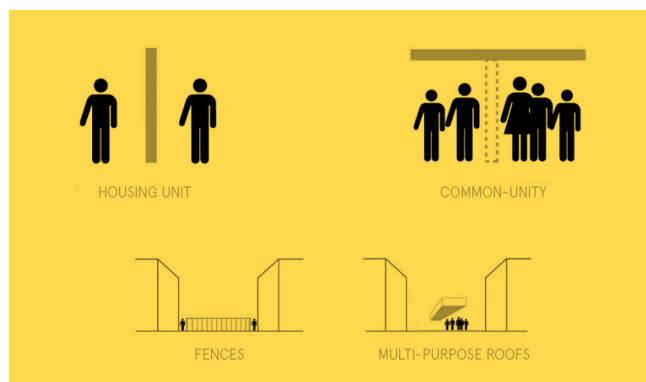 HOUSING UNIT
COMMON-UNITY
FENCES
MULTI-PURPOSE ROOFS